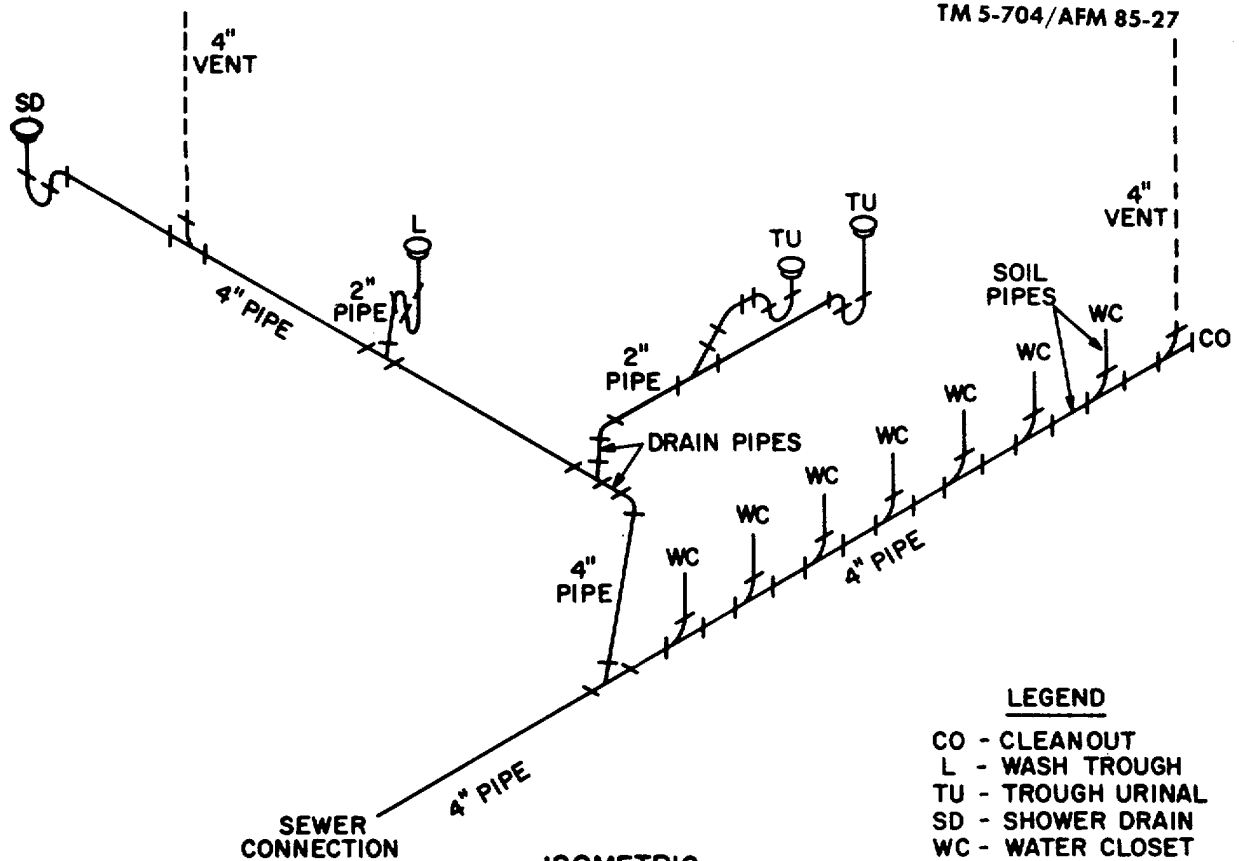 TM 5-704/AFM 85-27
4"
VENT
SD
4" PIPE
2"
PIPE
L
TU
TU
2"
PIPE
DRAIN PIPES
4"
VENT
SOIL
PIPES
WC
CO
WC
WC
WC
WC
WC
WC
4" PIPE
4"
PIPE
4" PIPE
SEWER
CONNECTION
LEGEND
CO - CLEANOUT
L - WASH TROUGH
TU - TROUGH URINAL
SD - SHOWER DRAIN
WC - WATER CLOSET
ISOMETRIC